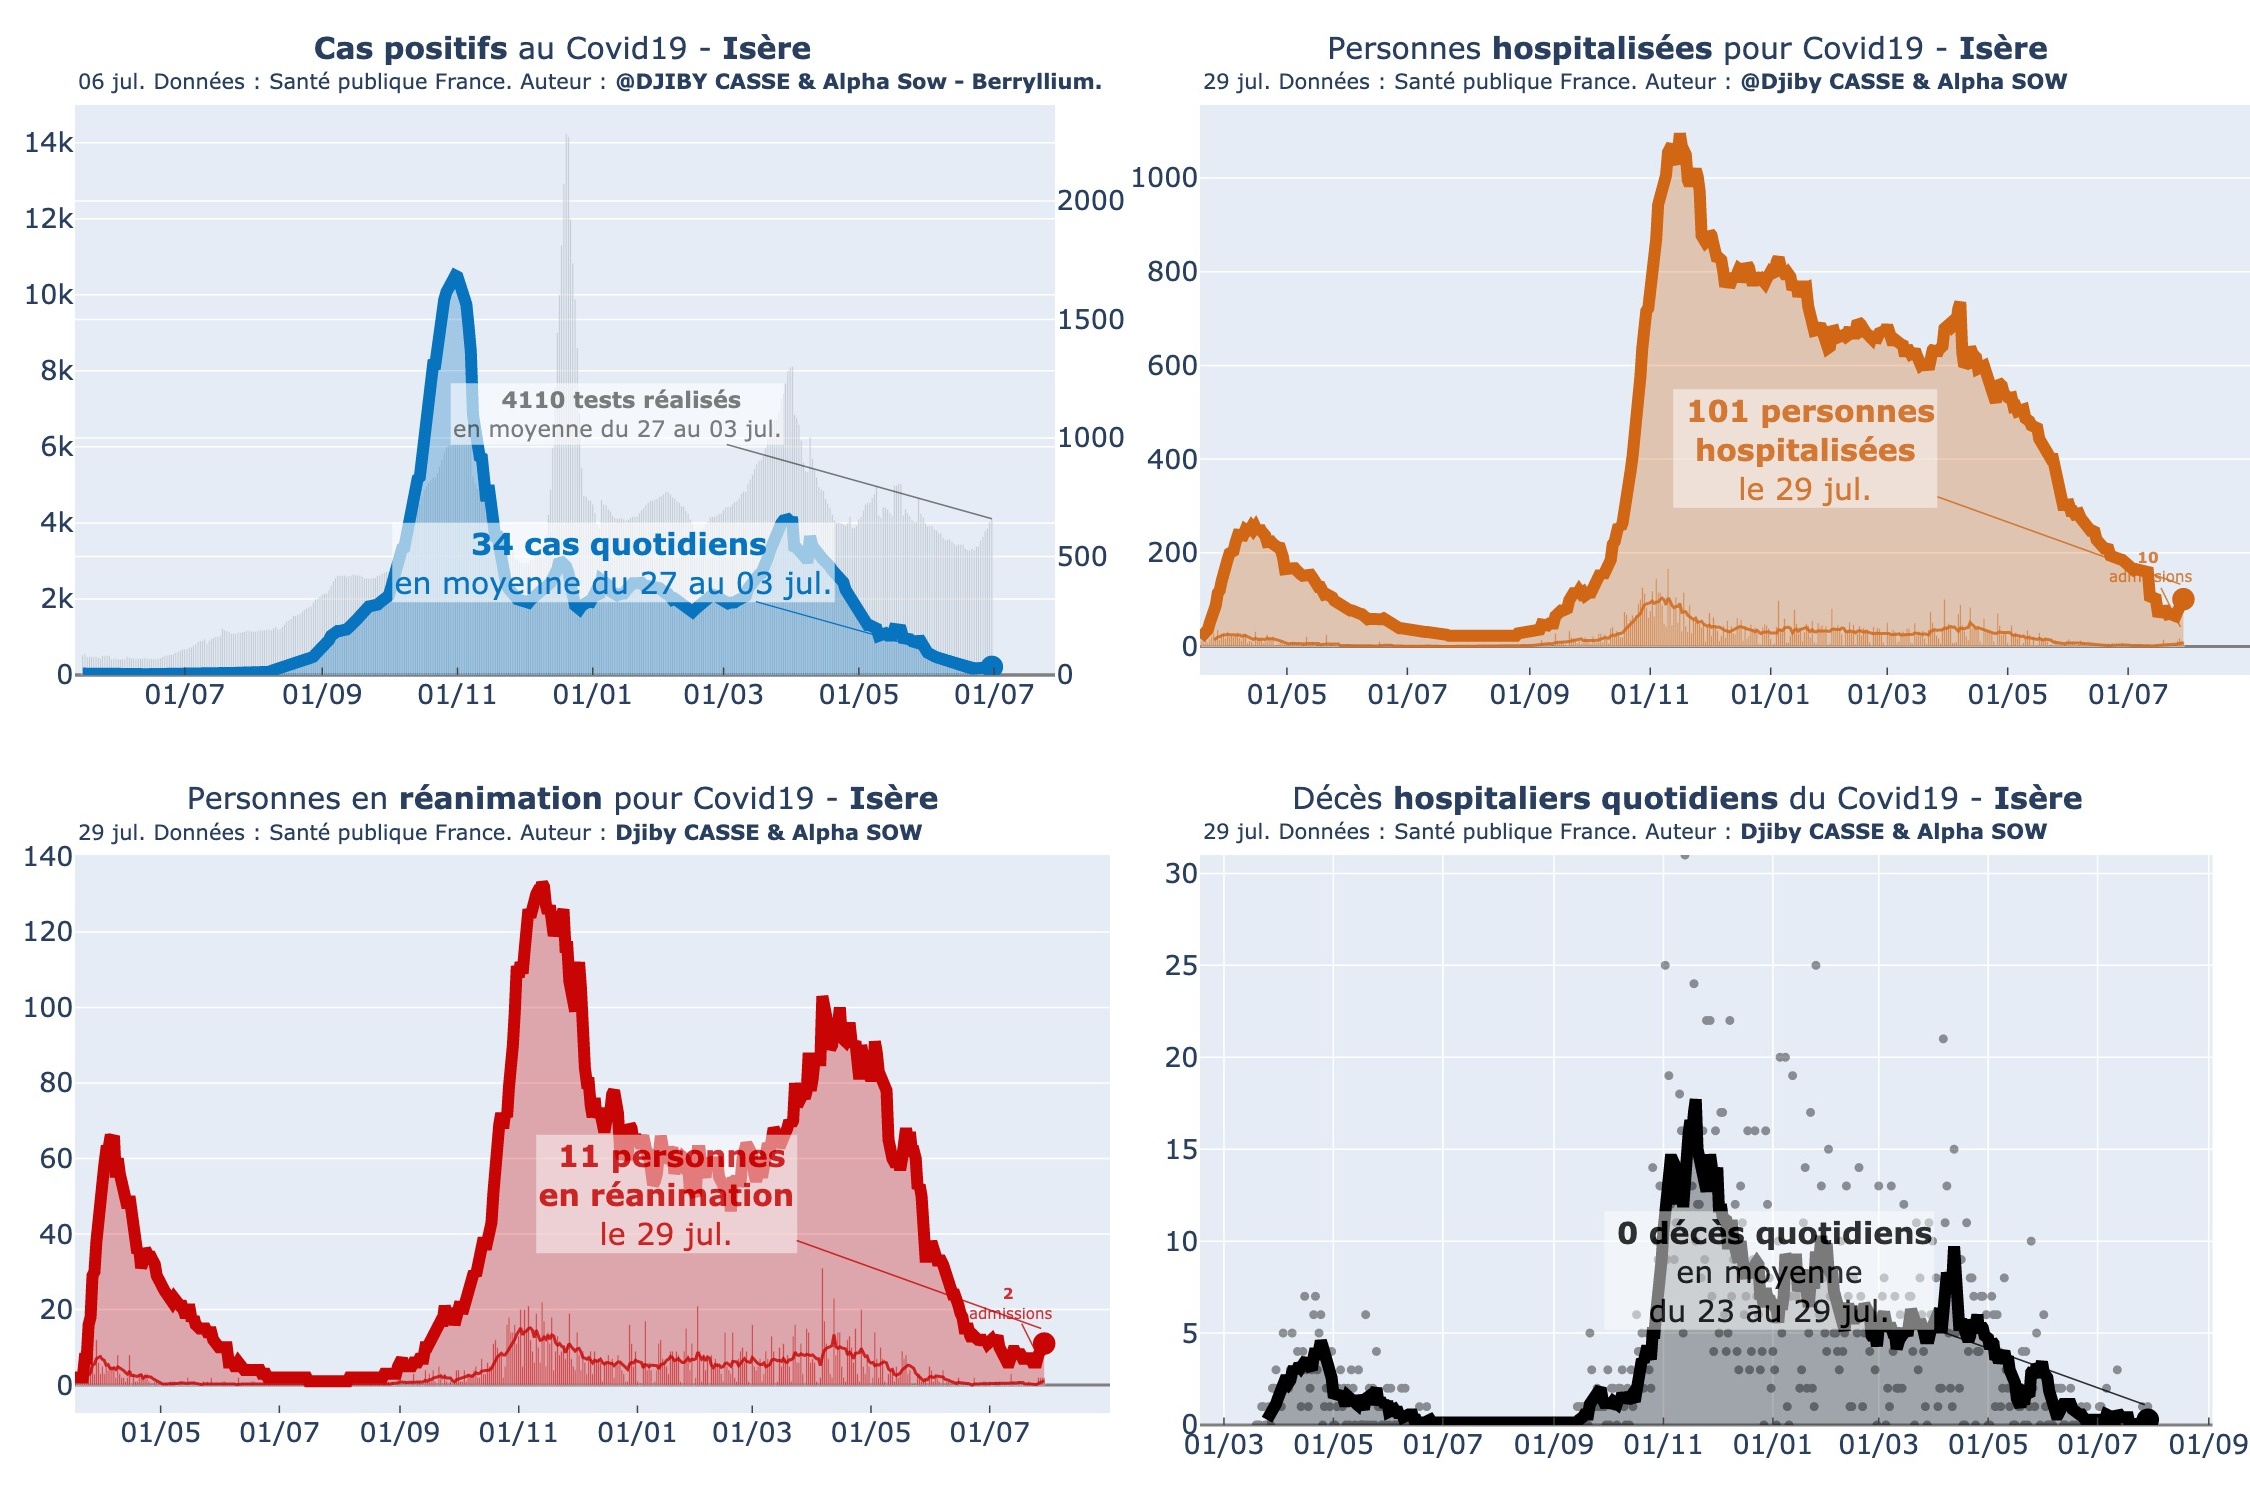 Cas positifs au Covid19 - Isère
06 jul. Données : Santé publique France. Auteur : @DJIBY CASSE & Alpha Sow - Berryllium.
14k
12k
10k
8k
6k
4k
2k
0
2000
1500
1000
500
0
4110 tests réalisés
en moyenne du 27 au 03 jul.
34 cas quotidiens
en moyenne du 27 au 03 jul.
01/07 01/09 01/11 01/01 01/03 01/05 01/07
Personnes hospitalisées pour Covid19 - Isère
29 jul. Données : Santé publique France. Auteur : @Djiby CASSE & Alpha SOW
1000
800
600
400
200
0
101 personnes
hospitalisées
le 29 jul.
10
admissions
01/05 01/07 01/09 01/11 01/01 01/03 01/05 01/07
Personnes en réanimation pour Covid19 - Isère
29 jul. Données : Santé publique France. Auteur : Djiby CASSE & Alpha SOW
140
120
100
80
60
40
20
0
11 personnes
en réanimation
le 29 jul.
2
admissions
01/05 01/07 01/09 01/11 01/01 01/03 01/05 01/07
Décès hospitaliers quotidiens du Covid19 - Isère
29 jul. Données : Santé publique France. Auteur : Djiby CASSE & Alpha SOW
30
25
20
15
10
5
0
0 décès quotidiens
en moyenne
du 23 au 29 jul.
01/03 01/05 01/07 01/09 01/11 01/01 01/03 01/05 01/07 01/09